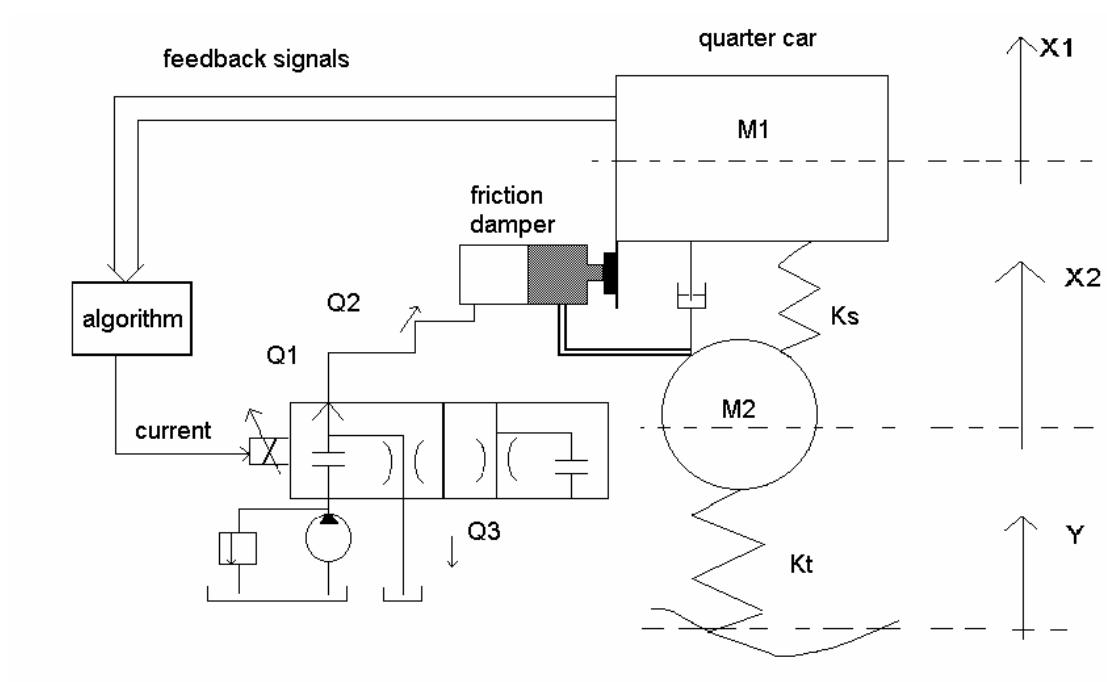 quarter car
X1
feedback signals
M1
friction
damper
X2
Q2
Ks
algorithm
Q1
M2
current
Q3
Y
Kt